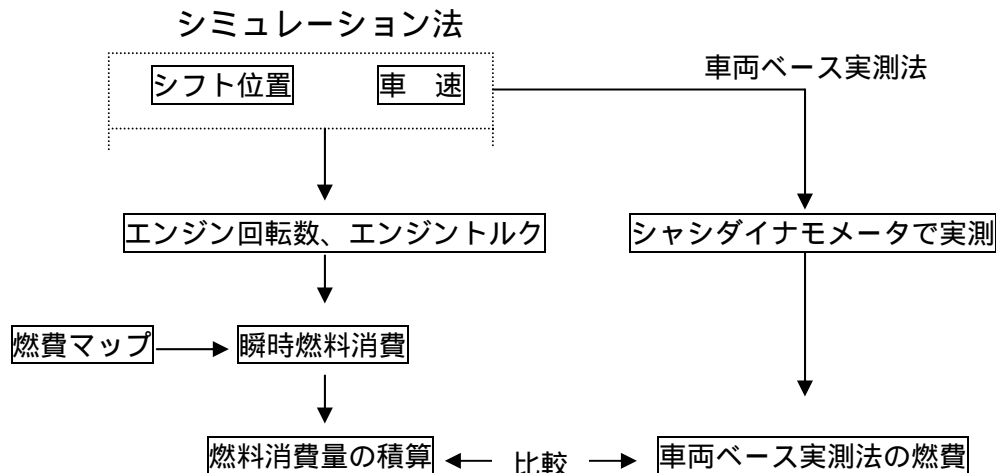 シミュレーション法
車両ベース実測法
シフト位置
車　速
エンジン回転数、エンジントルク
シャシダイナモメータで実測
燃費マップ
瞬時燃料消費
燃料消費量の積算
比較
車両ベース実測法の燃費